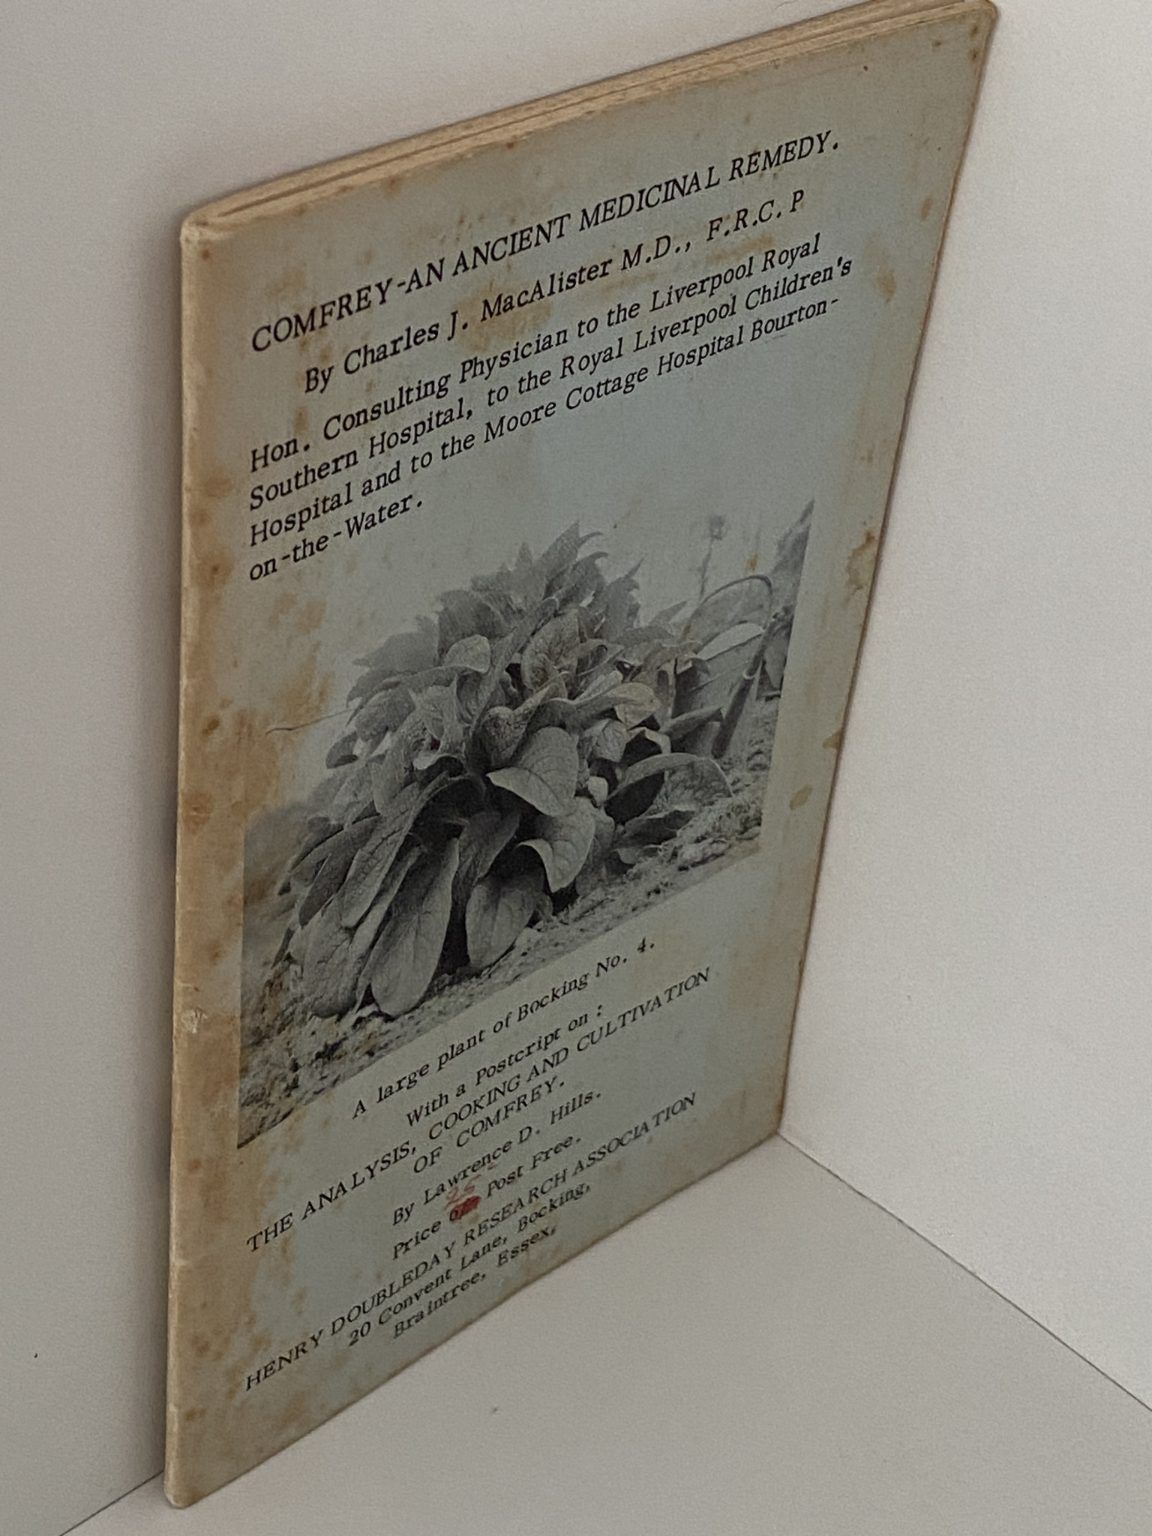 COMFREY-AN ANCIENT MEDICINAL REMEDY.
By Charles J. MacAlister M.D., F.R.C. P
Hon. Consulting Physician to the Liverpool Royal
Southern Hospital, to the Royal Liverpool Children's
Hospital and to the Moore Cottage Hospital Bourton-
on-the-Water.
A large plant of Bocking No. 4.
With a Postcript on :
THE ANALYSIS, COOKING AND CULTIVATION
OF COMFREY.
By Lawrence D. Hills.
25
Price Post Free.
HENRY DOUBLEDAY RESEARCH ASSOCIATION
20 Convent Lane, Bocking,
Braintree, Essex.